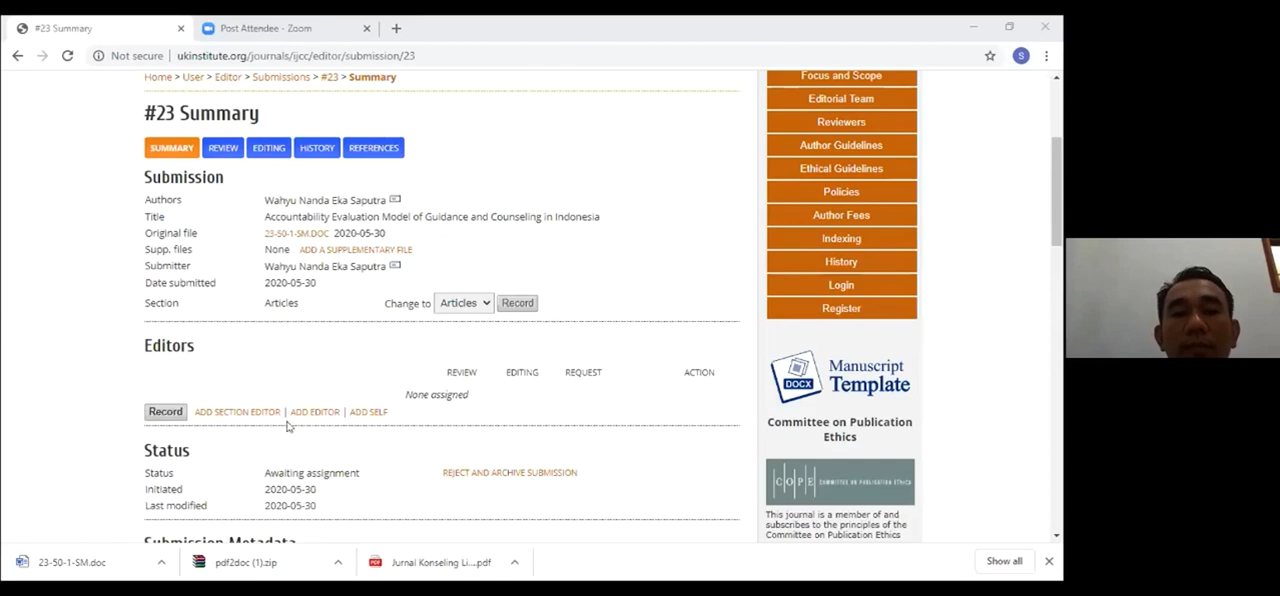 #23 Summary
Post Attendee - Zoom
Not secure
ukinstitute.org/journals/ijcc/editor/submission/23
S
Home > User > Editor > Submissions > #23 > Summary
#23 Summary
SUMMARY
REVIEW
EDITING
HISTORY
REFERENCES
Submission
Authors Wahyu Nanda Eka Saputra
Title Accountability Evaluation Model of Guidance and Counseling in Indonesia
Original file 23-50-1-SM.DOC 2020-05-30
Supp. files None ADD A SUPPLEMENTARY FILE
Submitter Wahyu Nanda Eka Saputra
Date submitted 2020-05-30
Section Articles Change to Articles Record
Editors
REVIEW EDITING REQUEST ACTION
None assigned
Record ADD SECTION EDITOR | ADD EDITOR | ADD SELF
Status
Status Awaiting assignment REJECT AND ARCHIVE SUBMISSION
Initiated 2020-05-30
Last modified 2020-05-30
Submission Metadata
Focus and Scope
Editorial Team
Reviewers
Author Guidelines
Ethical Guidelines
Policies
Author Fees
Indexing
History
Login
Register
DOCX
Manuscript
Template
Committee on Publication
Ethics
C O P E COMMITTEE ON PUBLICATION ETHICS
This journal is a member of and
subscribes to the principles of the
Committee on Publication Ethics
23-50-1-SM.doc
pdf2doc (1).zip
PDF
Jurnal Konseling Li....pdf
Show all